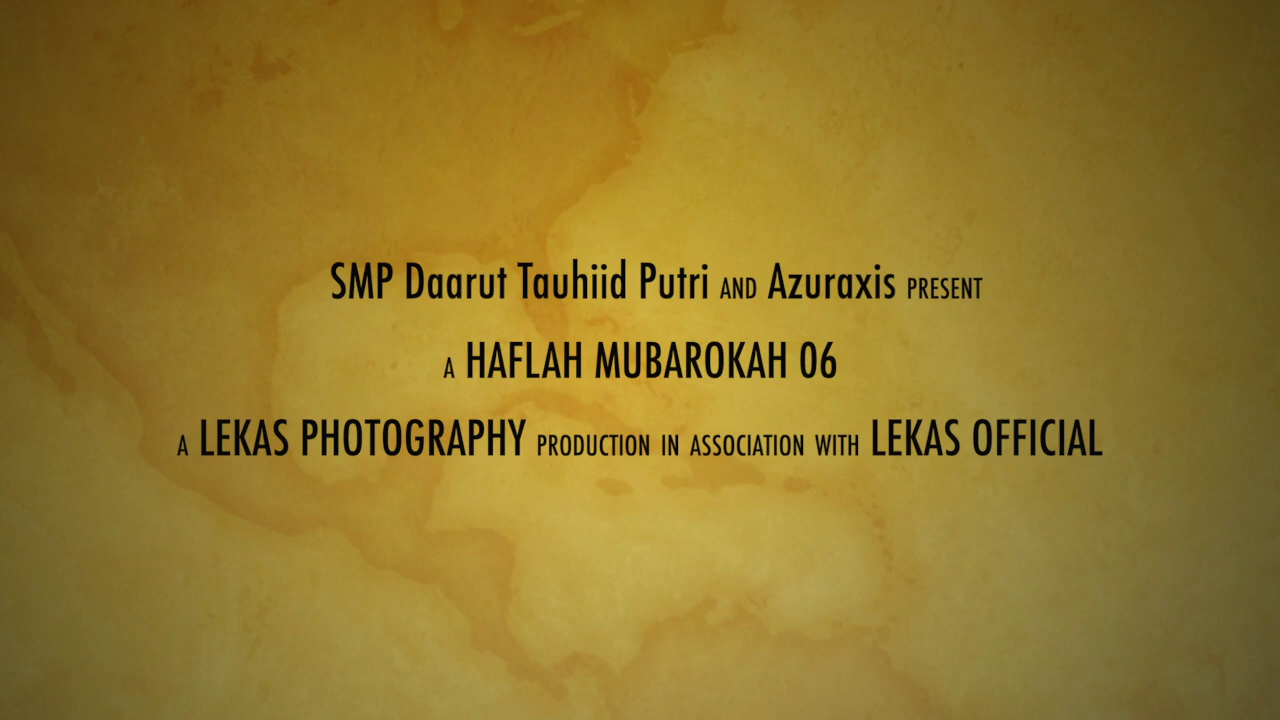 SMP Daarut Tauhiid Putri AND Azuraxis PRESENT
A HAFLAH MUBAROKAH 06
A LEKAS PHOTOGRAPHY PRODUCTION IN ASSOCIATION WITH LEKAS OFFICIAL